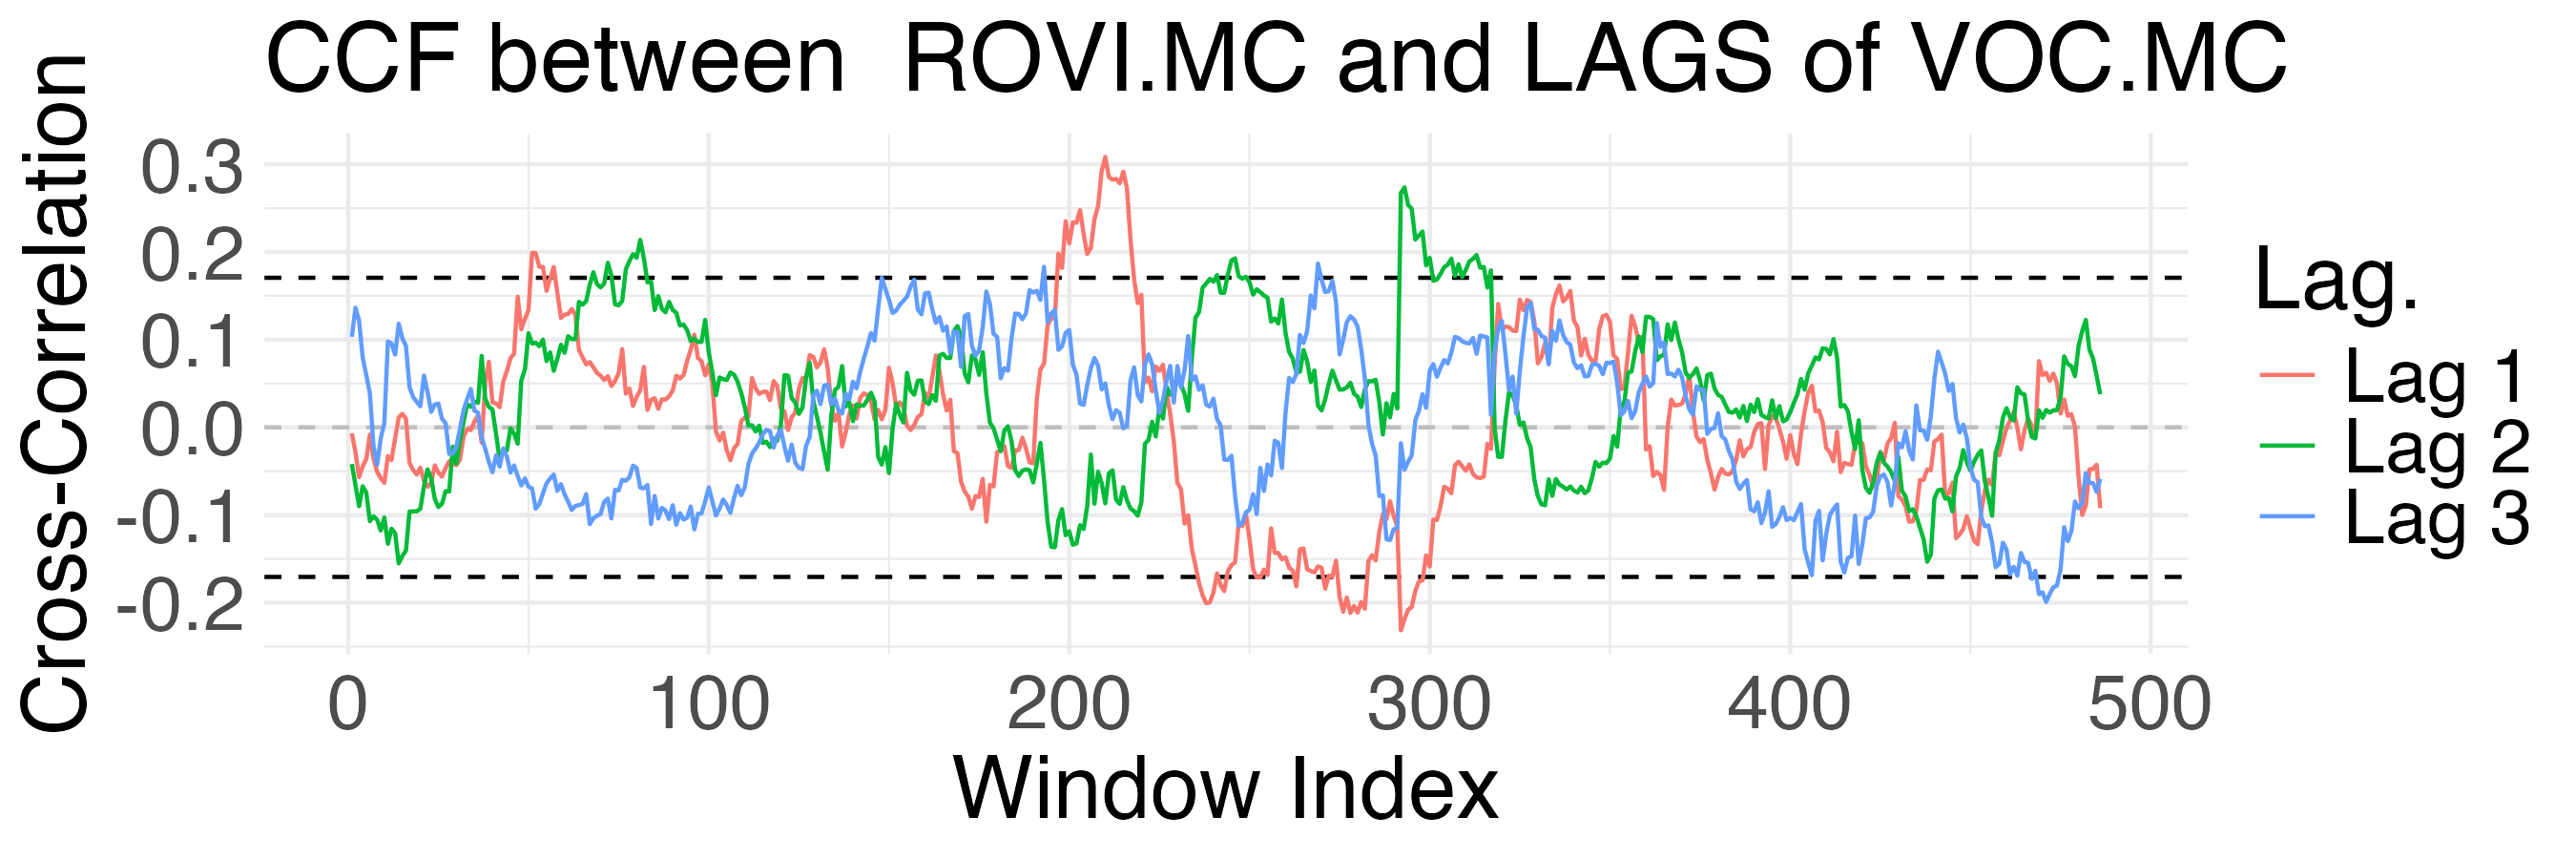 CCF between  ROVI.MC and LAGS of VOC.MC
Cross-Correlation
0.3
0.2
0.1
0.0
-0.1
-0.2
0 100 200 300 400 500
Window Index
Lag.
Lag 1
Lag 2
Lag 3